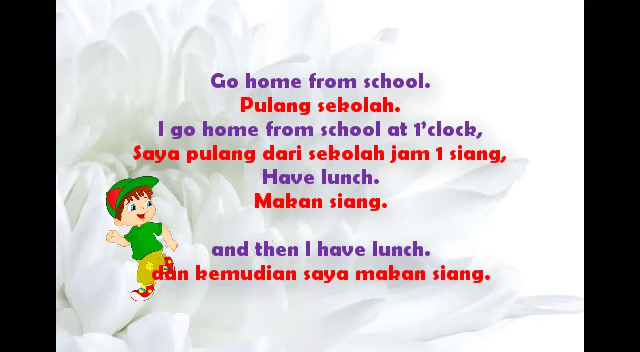 Go home from school.
Pulang sekolah.
I go home from school at 1'clock,
Saya pulang dari sekolah jam 1 siang,
Have lunch.
Makan siang.
and then I have lunch.
dan kemudian saya makan siang.